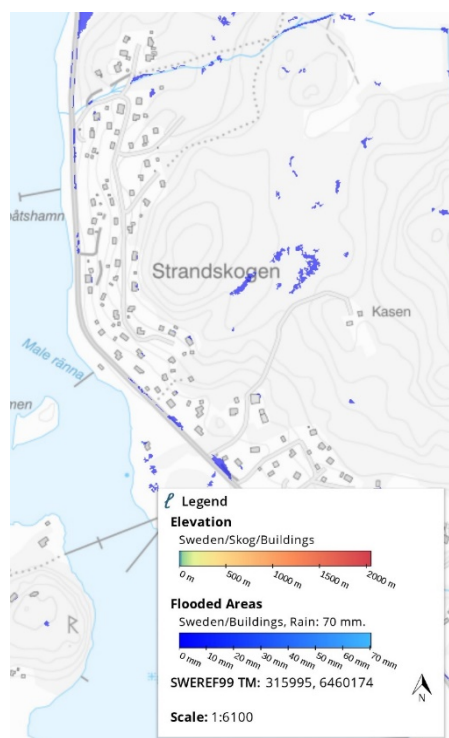 åtshamn
Strandskogen
Kasen
Male ränna
nen
R
Legend
Elevation
Sweden/Skog/Buildings
0 m 500 m 1000 m 1500 m 2000 m
Flooded Areas
Sweden/Buildings, Rain: 70 mm.
0 mm 10 mm 20 mm 30 mm 40 mm 50 mm 60 mm 70 mm
SWEREF99 TM: 315995, 6460174
N
Scale: 1:6100